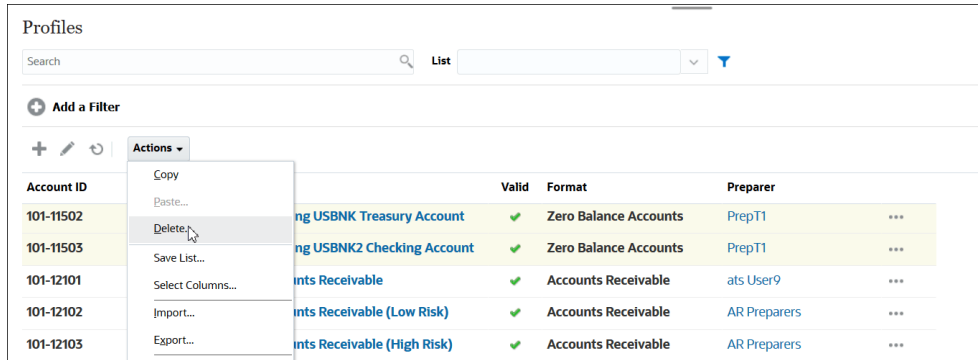 Profiles
Search List
Add a Filter
Actions
Copy
Paste...
Delete...
Save List...
Select Columns...
Import...
Export...
Account ID Valid Format Preparer
101-11502 ng USBNK Treasury Account Zero Balance Accounts PrepT1
101-11503 ng USBNK2 Checking Account Zero Balance Accounts PrepT1
101-12101 unts Receivable Accounts Receivable ats User9
101-12102 unts Receivable (Low Risk) Accounts Receivable AR Preparers
101-12103 unts Receivable (High Risk) Accounts Receivable AR Preparers